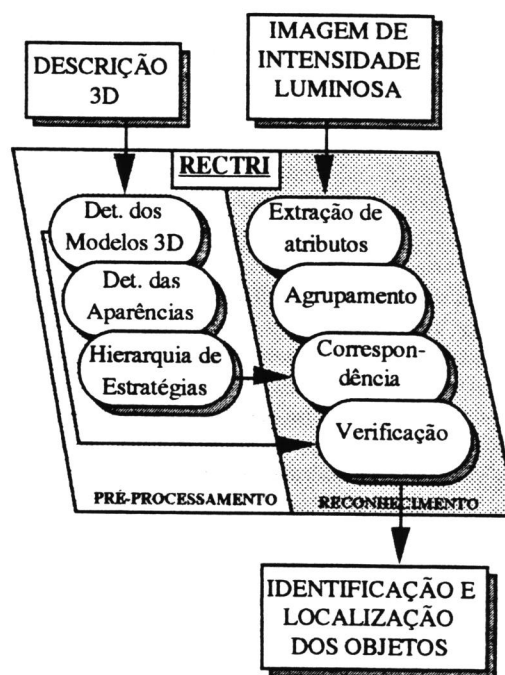 DESCRIÇÃO
3D
IMAGEM DE
INTENSIDADE
LUMINOSA
RECTRI
Det. dos
Modelos 3D
Det. das
Aparências
Hierarquia de
Estratégias
Extração de
atributos
Agrupamento
Correspon-
dência
Verificação
PRÉ-PROCESSAMENTO
RECONHECIMENTO
IDENTIFICAÇÃO E
LOCALIZAÇÃO
DOS OBJETOS